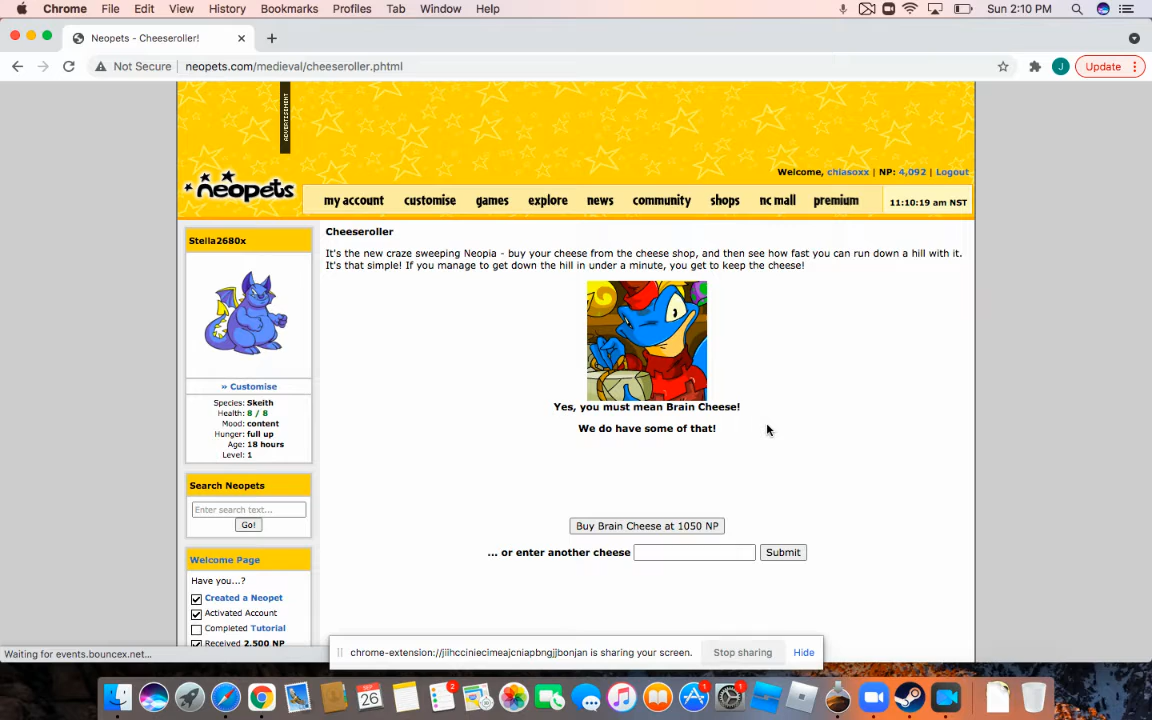 Chrome File Edit View History Bookmarks Profiles Tab Window Help Sun 2:10 PM
Neopets - Cheeseroller!
Not Secure neopets.com/medieval/cheeseroller.phtml J Update
ADVERTISEMENT
Welcome, chiasoxx | NP: 4,092 | Logout
neopets
my account customise games explore news community shops nc mall premium 11:10:19 am NST
Stella2680x
» Customise
Species: Skeith
Health: 8 / 8
Mood: content
Hunger: full up
Age: 18 hours
Level: 1
Search Neopets
Enter search text...
Go!
Welcome Page
Have you...?
Created a Neopet
Activated Account
Completed Tutorial
Received 2,500 NP
Cheeseroller
It's the new craze sweeping Neopia - buy your cheese from the cheese shop, and then see how fast you can run down a hill with it.
It's that simple! If you manage to get down the hill in under a minute, you get to keep the cheese!
Yes, you must mean Brain Cheese!
We do have some of that!
Buy Brain Cheese at 1050 NP
... or enter another cheese Submit
Waiting for events.bouncex.net...
chrome-extension://jiihcciniecimeajcniapbngjjbonjan is sharing your screen. Stop sharing Hide
26
2
1
1